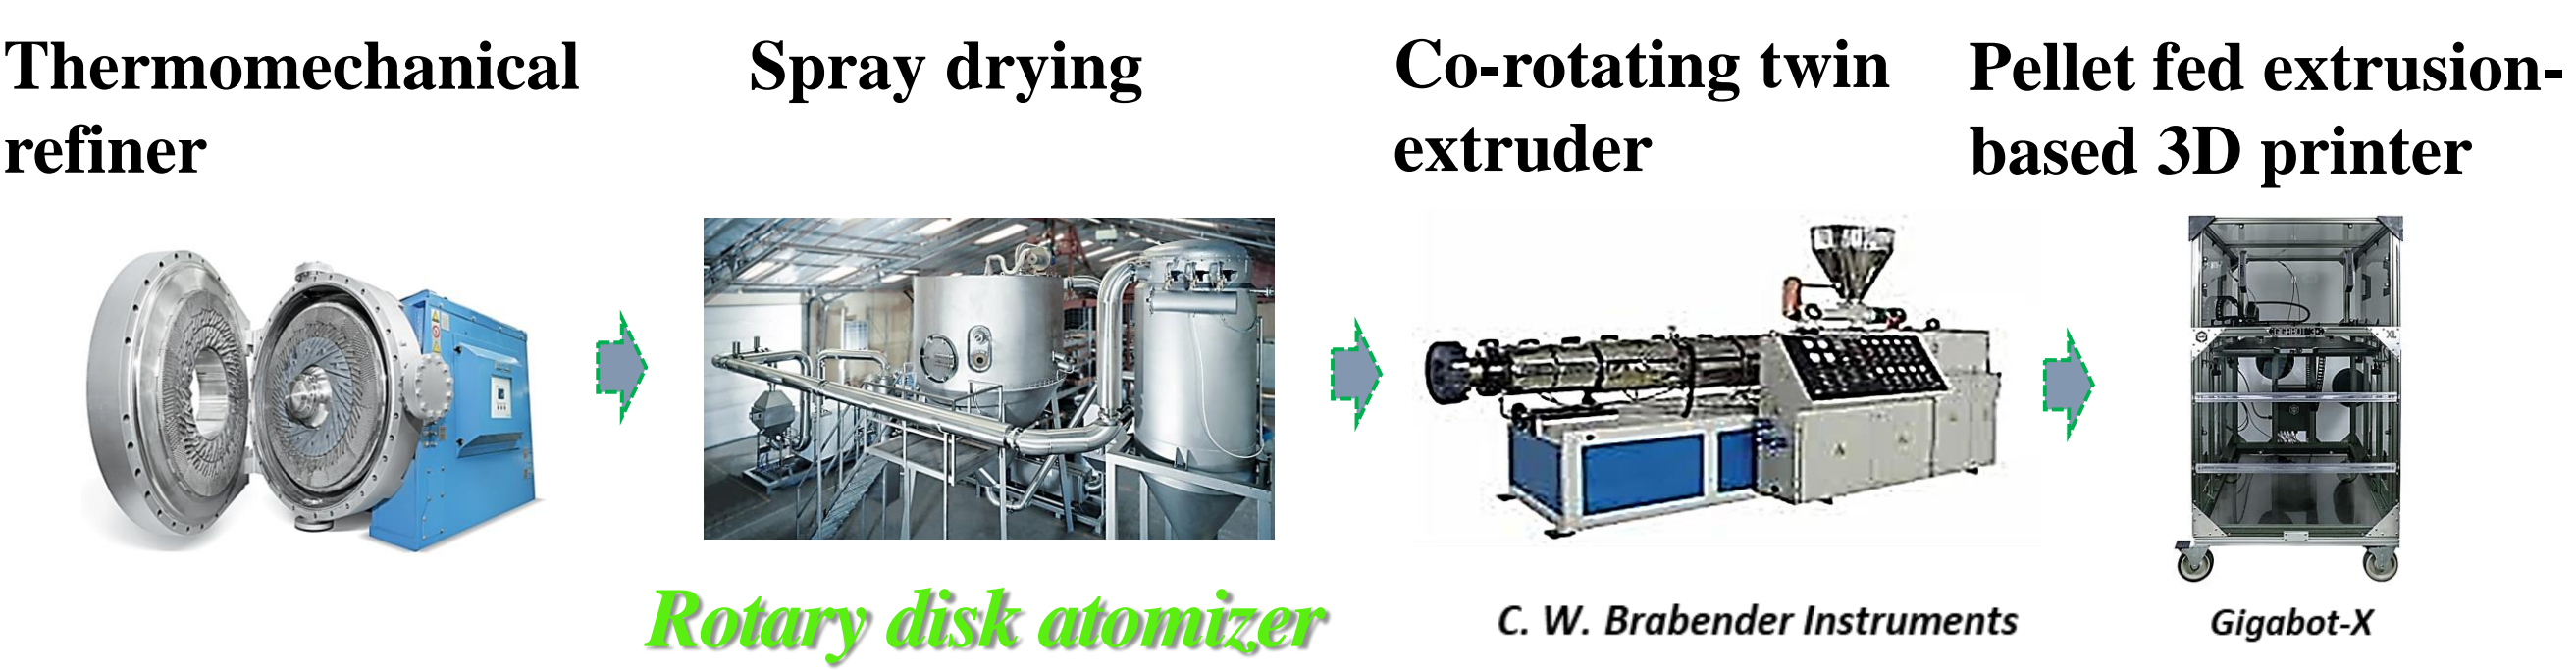 Thermomechanical
refiner
Spray drying
Co-rotating twin
extruder
Pellet fed extrusion-
based 3D printer
Rotary disk atomizer
C. W. Brabender Instruments
XL
Gigabot-X